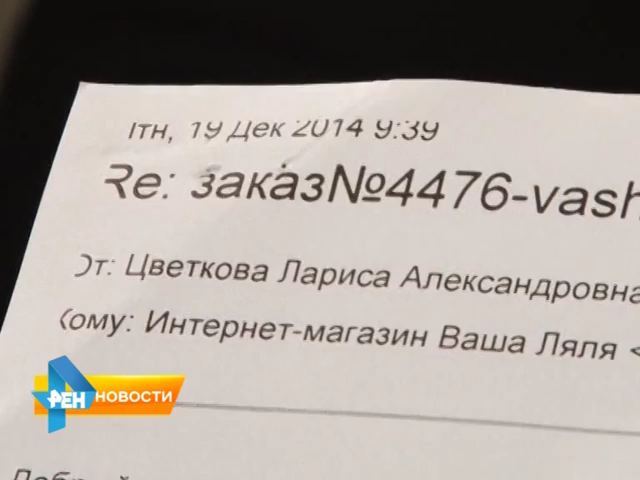 Птн, 19 Дек 2014 9:39
Re: заказ№4476-vash
От: Цветкова Лариса Александровна
Кому: Интернет-магазин Ваша Ляля <
РЕН НОВОСТИ